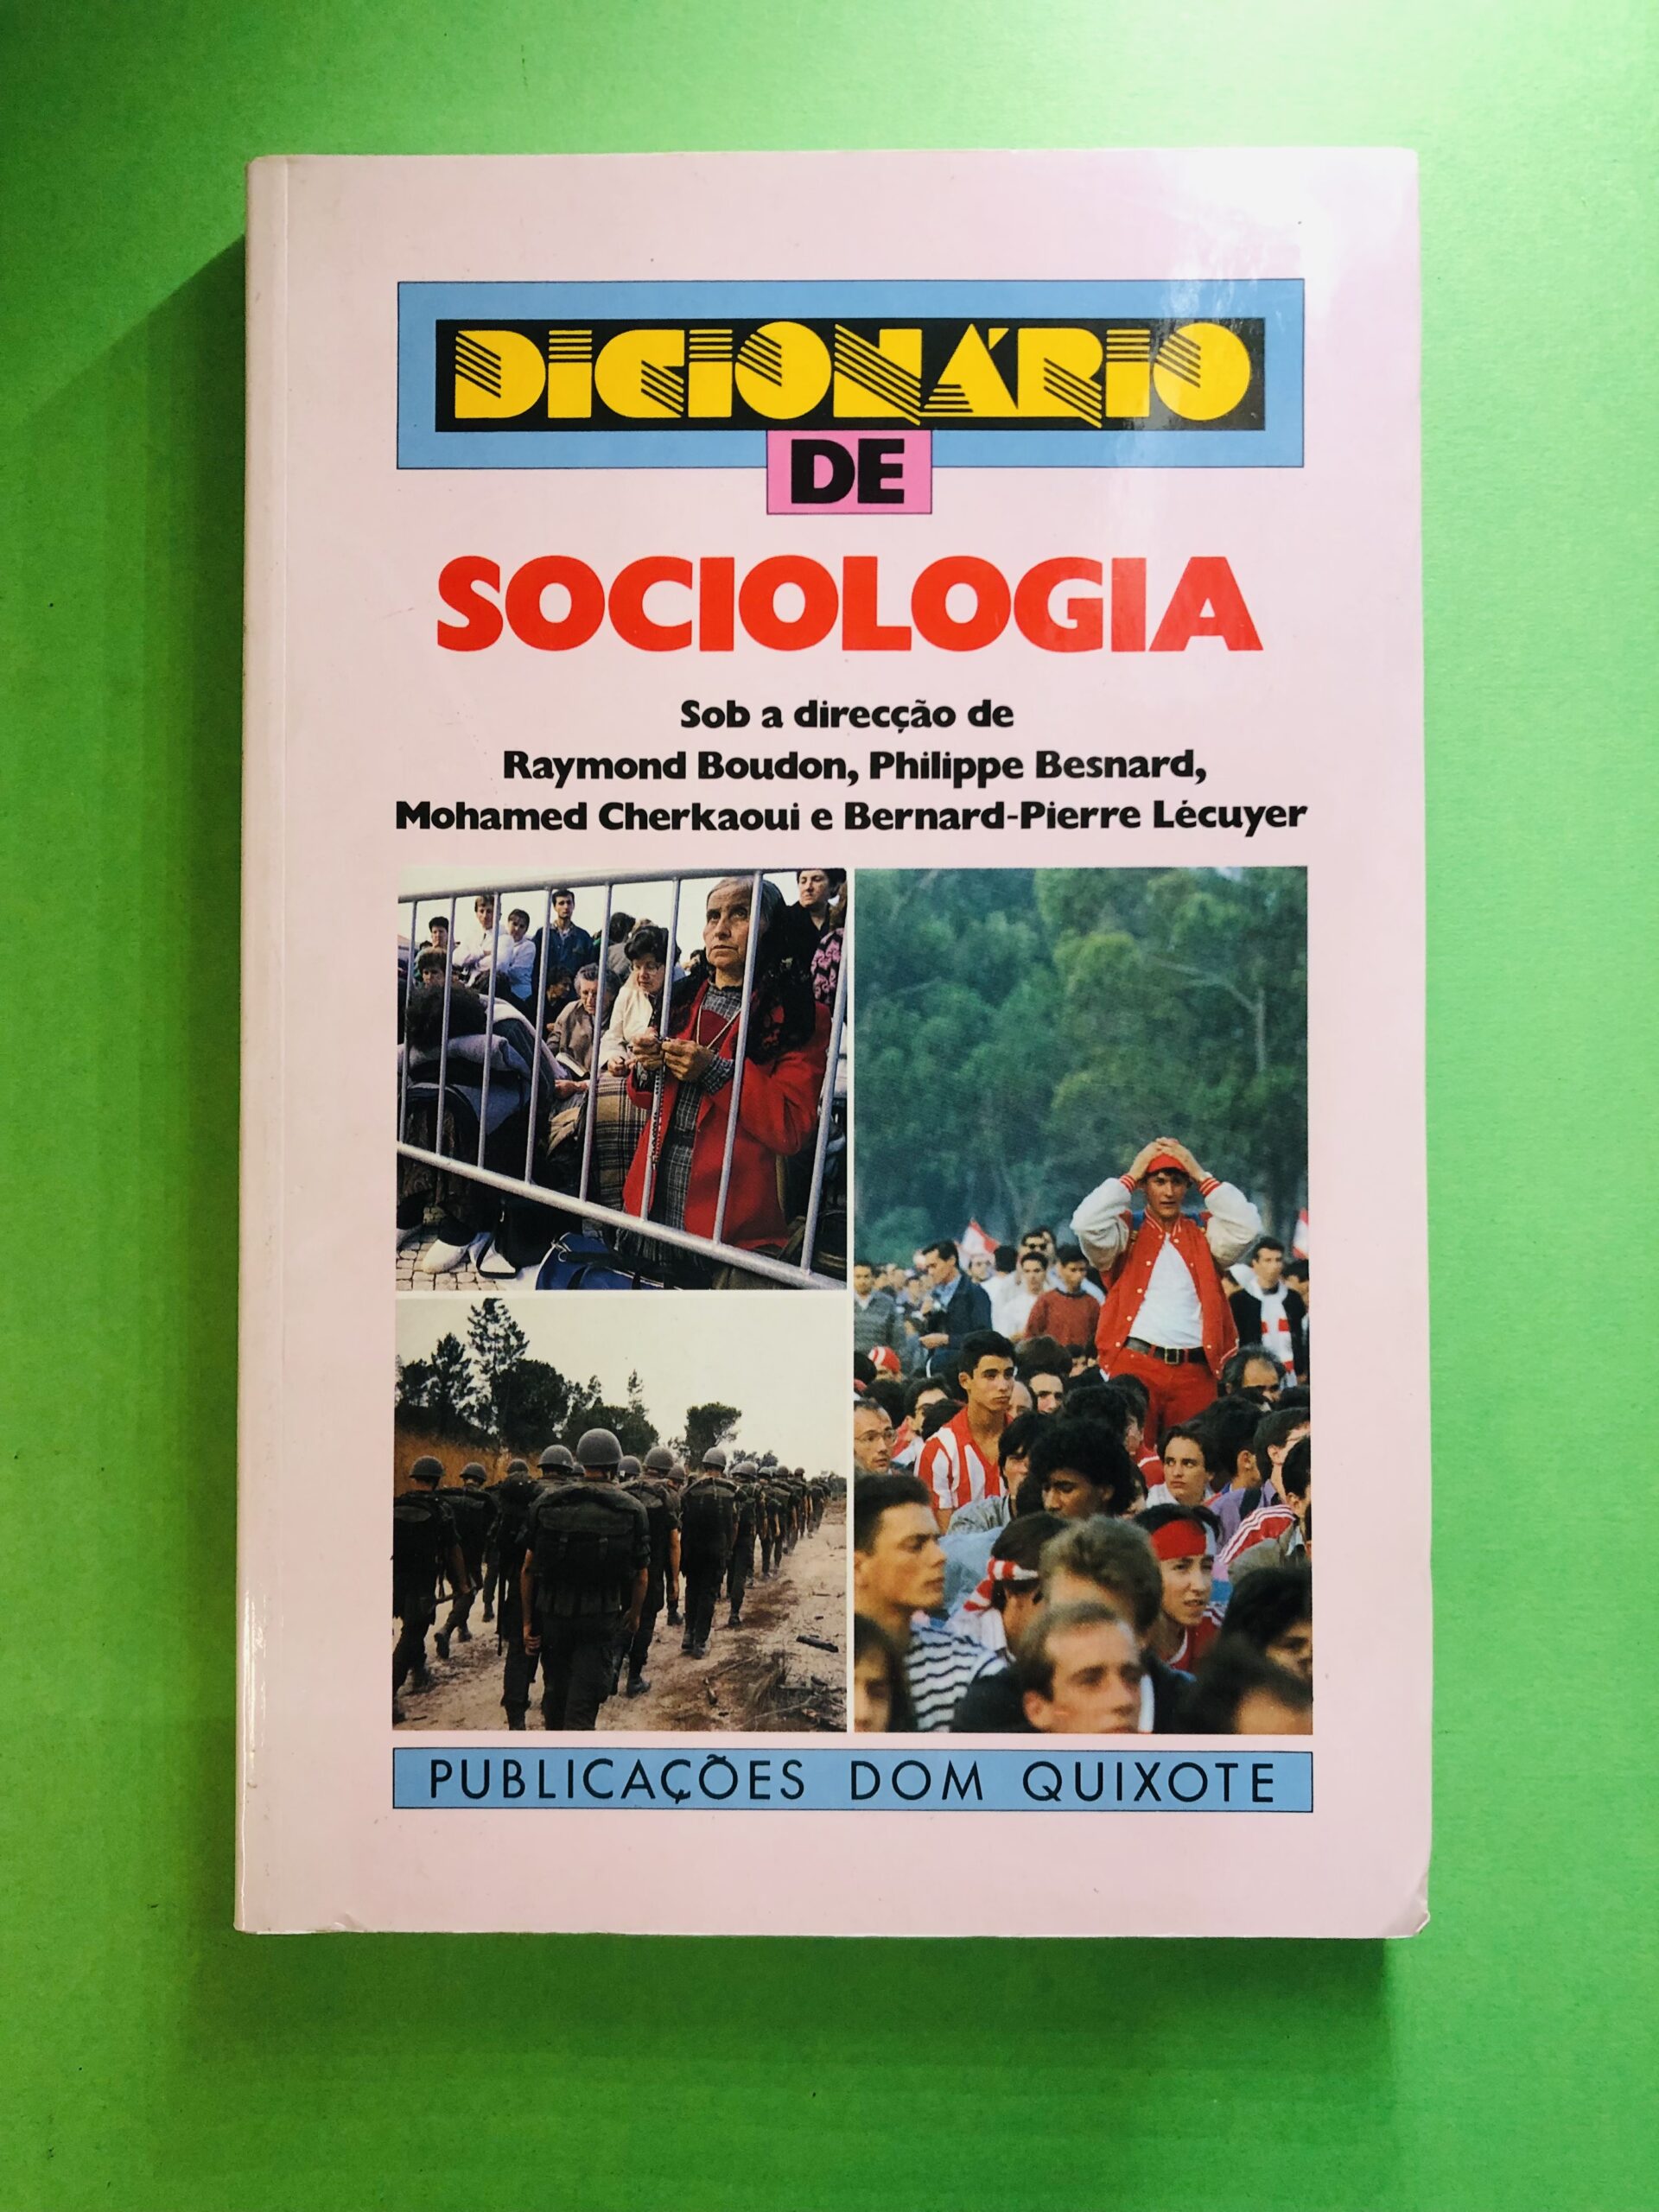 DICIONÁRIO
DE
SOCIOLOGIA
Sob a direcção de
Raymond Boudon, Philippe Besnard,
Mohamed Cherkaoui e Bernard-Pierre Lécuyer
PUBLICAÇÕES DOM QUIXOTE